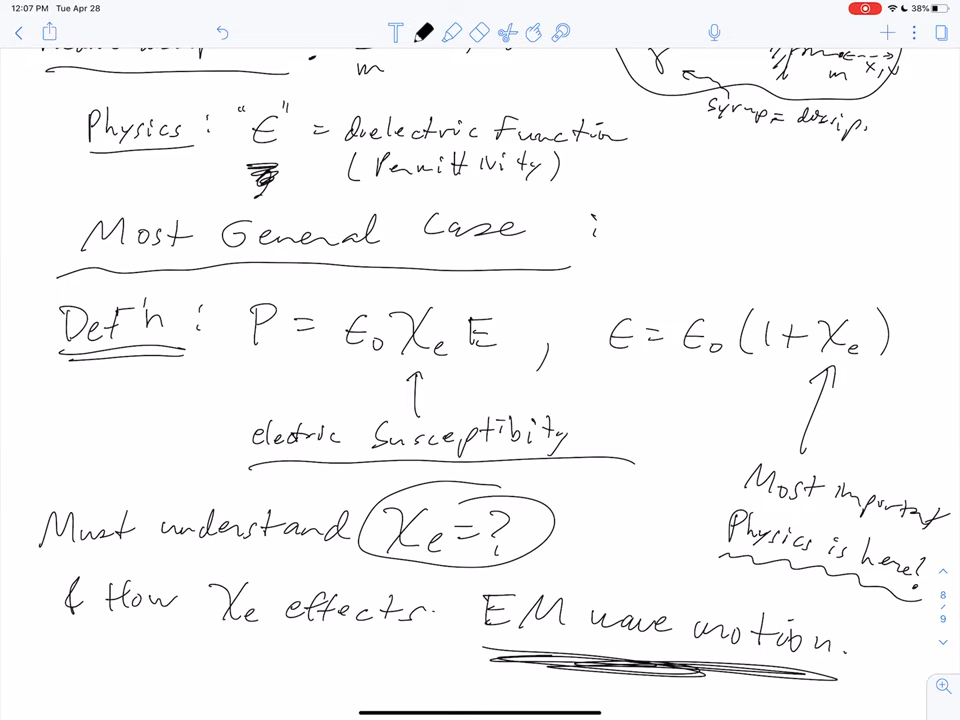 12:07 PM Tue Apr 28
38%
m
m
x, v
Syrup = dissip.
Physics : "ϵ" = Dielectric Function
(Permittivity)
Most General Case :
Def'n : P = ϵ₀ χₑ E , ϵ = ϵ₀ (1 + χₑ)
electric Susceptibity
Most important
Physics is here!
Must understand χₑ = ?
& How χₑ effects. EM wave motion.
8
/
9